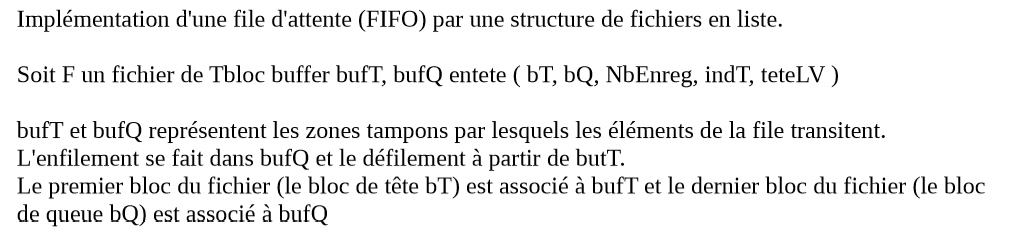 Implémentation d'une file d'attente (FIFO) par une structure de fichiers en liste.
Soit F un fichier de Tbloc buffer bufT, bufQ entete ( bT, bQ, NbEnreg, indT, teteLV )
bufT et bufQ représentent les zones tampons par lesquels les éléments de la file transitent.
L'enfilement se fait dans bufQ et le défilement à partir de butT.
Le premier bloc du fichier (le bloc de tête bT) est associé à bufT et le dernier bloc du fichier (le bloc
de queue bQ) est associé à bufQ